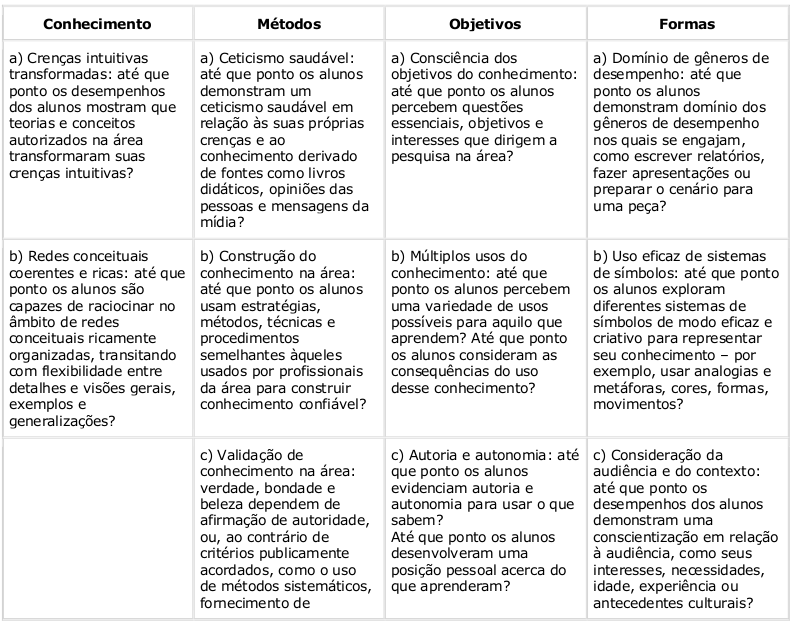 Conhecimento
Métodos
Objetivos
Formas
a) Crenças intuitivas
transformadas: até que
ponto os desempenhos
dos alunos mostram que
teorias e conceitos
autorizados na área
transformaram suas
crenças intuitivas?
a) Ceticismo saudável:
até que ponto os alunos
demonstram um
ceticismo saudável em
relação às suas próprias
crenças e ao
conhecimento derivado
de fontes como livros
didáticos, opiniões das
pessoas e mensagens da
mídia?
a) Consciência dos
objetivos do conhecimento:
até que ponto os alunos
percebem questões
essenciais, objetivos e
interesses que dirigem a
pesquisa na área?
a) Domínio de gêneros de
desempenho: até que
ponto os alunos
demonstram domínio dos
gêneros de desempenho
nos quais se engajam,
como escrever relatórios,
fazer apresentações ou
preparar o cenário para
uma peça?
b) Redes conceituais
coerentes e ricas: até que
ponto os alunos são
capazes de raciocinar no
âmbito de redes
conceituais ricamente
organizadas, transitando
com flexibilidade entre
detalhes e visões gerais,
exemplos e
generalizações?
b) Construção do
conhecimento na área:
até que ponto os alunos
usam estratégias,
métodos, técnicas e
procedimentos
semelhantes àqueles
usados por profissionais
da área para construir
conhecimento confiável?
b) Múltiplos usos do
conhecimento: até que
ponto os alunos percebem
uma variedade de usos
possíveis para aquilo que
aprendem? Até que ponto
os alunos consideram as
consequências do uso
desse conhecimento?
b) Uso eficaz de sistemas
de símbolos: até que ponto
os alunos exploram
diferentes sistemas de
símbolos de modo eficaz e
criativo para representar
seu conhecimento – por
exemplo, usar analogias e
metáforas, cores, formas,
movimentos?
c) Validação de
conhecimento na área:
verdade, bondade e
beleza dependem de
afirmação de autoridade,
ou, ao contrário de
critérios publicamente
acordados, como o uso
de métodos sistemáticos,
fornecimento de
c) Autoria e autonomia: até
que ponto os alunos
evidenciam autoria e
autonomia para usar o que
sabem?
Até que ponto os alunos
desenvolveram uma
posição pessoal acerca do
que aprenderam?
c) Consideração da
audiência e do contexto:
até que ponto os
desempenhos dos alunos
demonstram uma
conscientização em relação
à audiência, como seus
interesses, necessidades,
idade, experiência ou
antecedentes culturais?